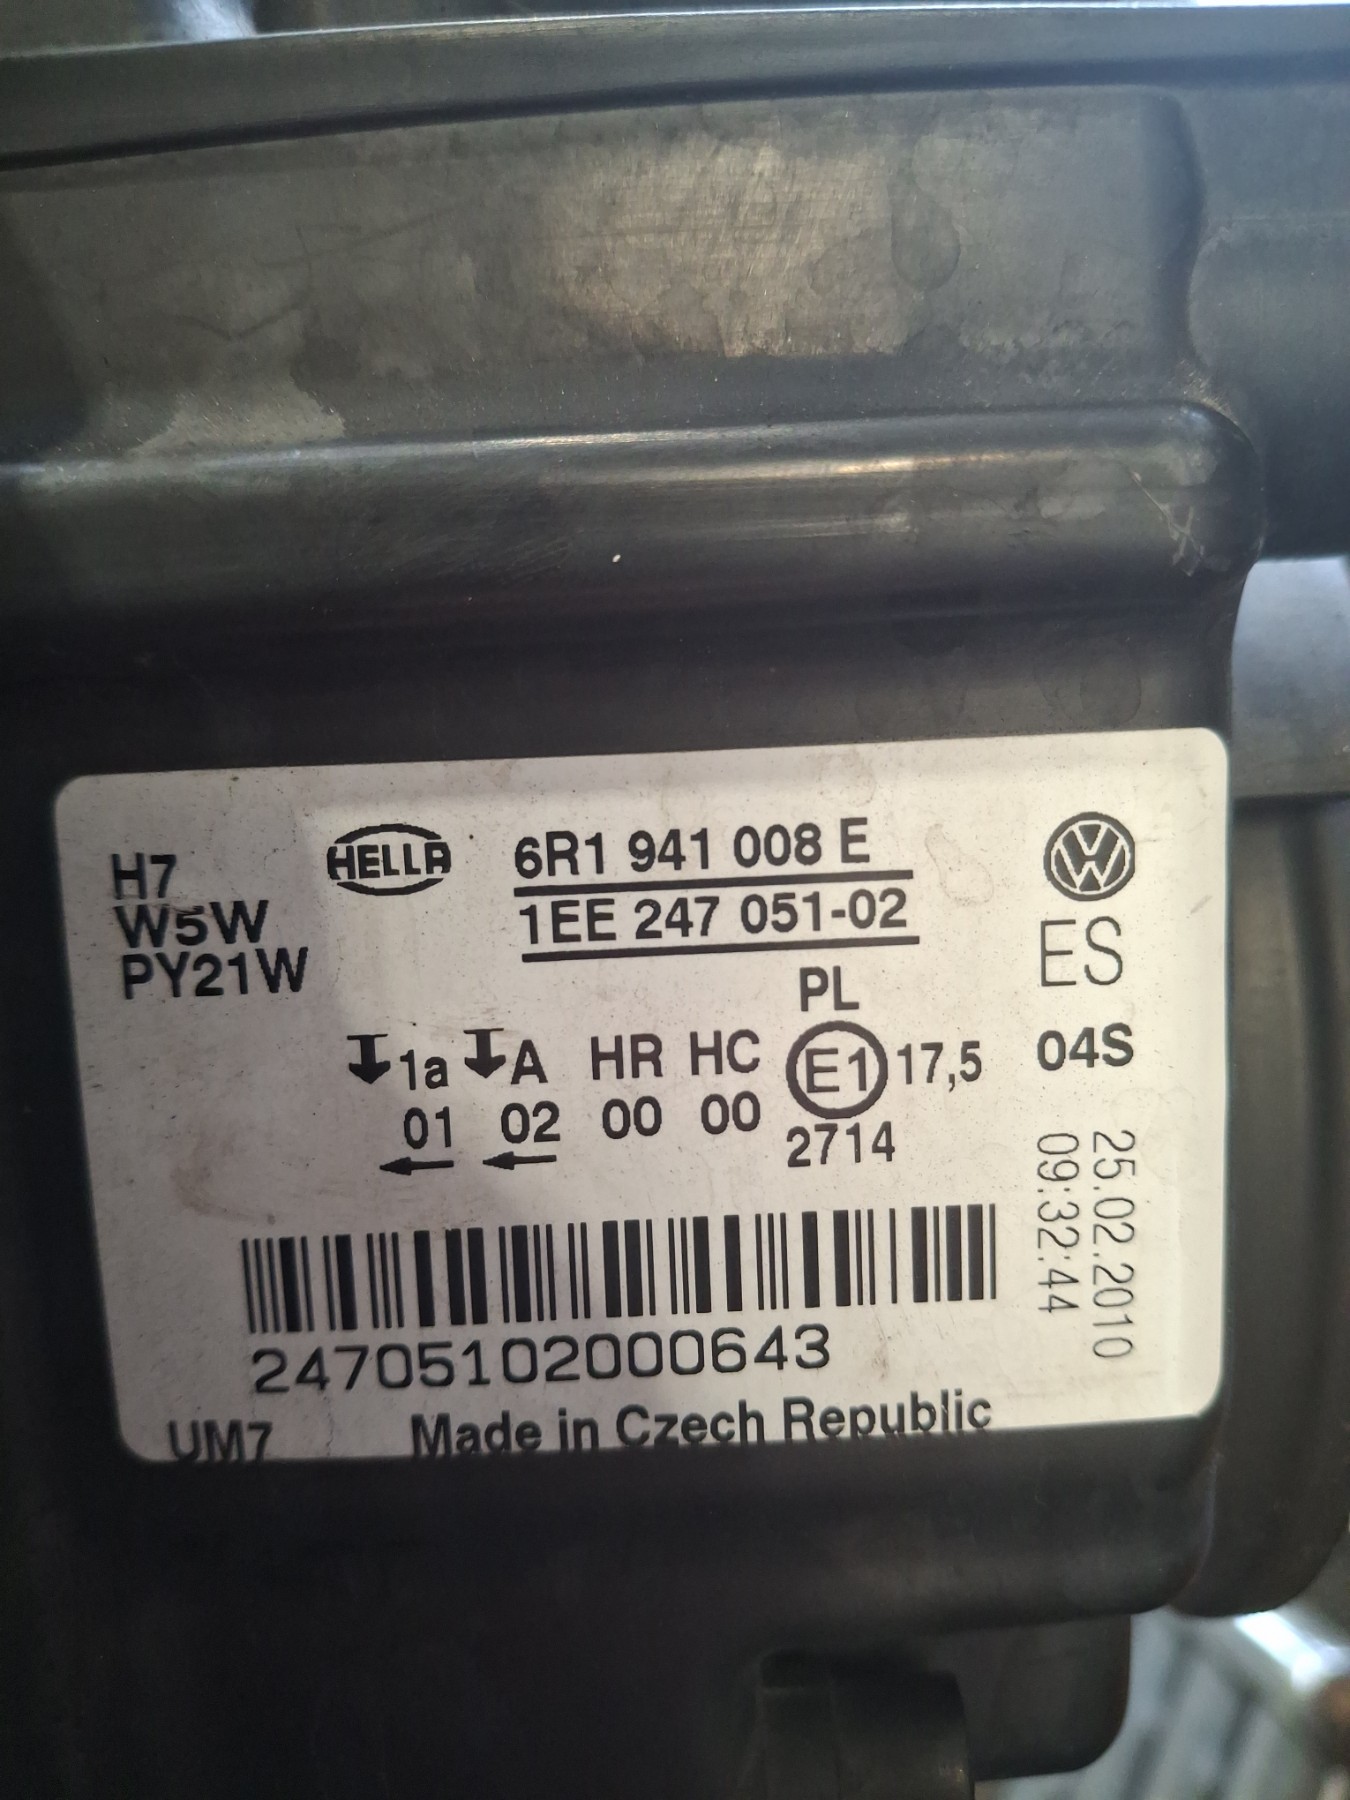 H7
W5W
PY21W
HELLA
6R1 941 008 E
1EE 247 051-02
VW
ES
04S
PL
1a A HR HC E1 17,5
01 02 00 00 2714
25.02.2010
09:32:44
24705102000643
UM7 Made in Czech Republic